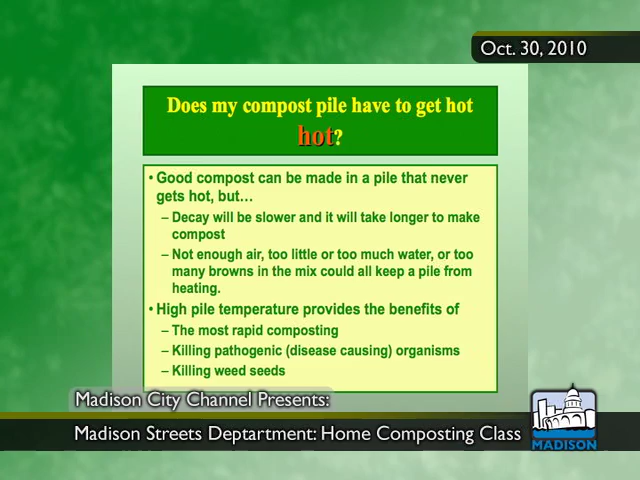 Oct. 30, 2010
Does my compost pile have to get hot
hot?
• Good compost can be made in a pile that never
gets hot, but…
– Decay will be slower and it will take longer to make
compost
– Not enough air, too little or too much water, or too
many browns in the mix could all keep a pile from
heating.
• High pile temperature provides the benefits of
– The most rapid composting
– Killing pathogenic (disease causing) organisms
– Killing weed seeds
Madison City Channel Presents:
Madison Streets Deptartment: Home Composting Class
MADISON